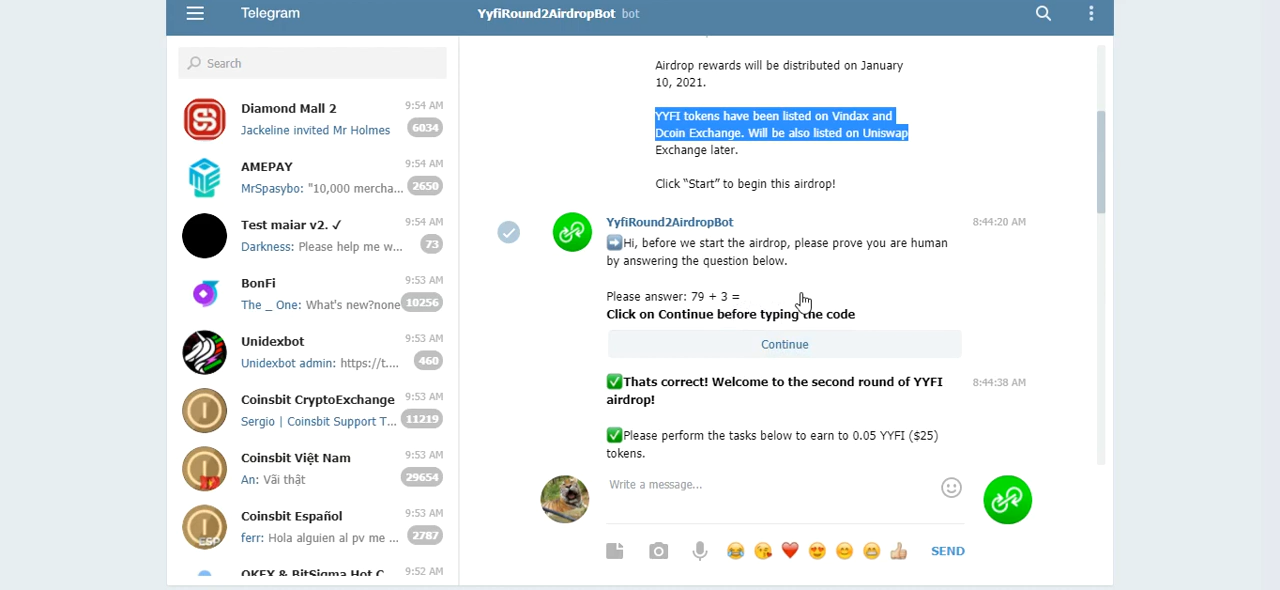 Telegram
YyfiRound2AirdropBot bot
Search
Diamond Mall 2 9:54 AM
Jackeline invited Mr Holmes 6034
AMEPAY 9:54 AM
MrSpasybo: "10,000 mercha... 2650
Test maiar v2. ✓ 9:54 AM
Darkness: Please help me w... 73
BonFi 9:53 AM
The _ One: What's new?none 10256
Unidexbot 9:53 AM
Unidexbot admin: https://t.... 460
Coinsbit CryptoExchange 9:53 AM
Sergio | Coinsbit Support T... 11219
Coinsbit Việt Nam 9:53 AM
An: Vãi thật 29654
Coinsbit Español 9:53 AM
ferr: Hola alguien al pv me ... 2787
OKEX & BitSigma Hot C 9:52 AM
Airdrop rewards will be distributed on January
10, 2021.
YYFI tokens have been listed on Vindax and
Dcoin Exchange. Will be also listed on Uniswap
Exchange later.
Click “Start” to begin this airdrop!
YyfiRound2AirdropBot 8:44:20 AM
➡Hi, before we start the airdrop, please prove you are human
by answering the question below.
Please answer: 79 + 3 =
Click on Continue before typing the code
Continue
✅Thats correct! Welcome to the second round of YYFI 8:44:38 AM
airdrop!
✅Please perform the tasks below to earn to 0.05 YYFI ($25)
tokens.
Write a message...
SEND